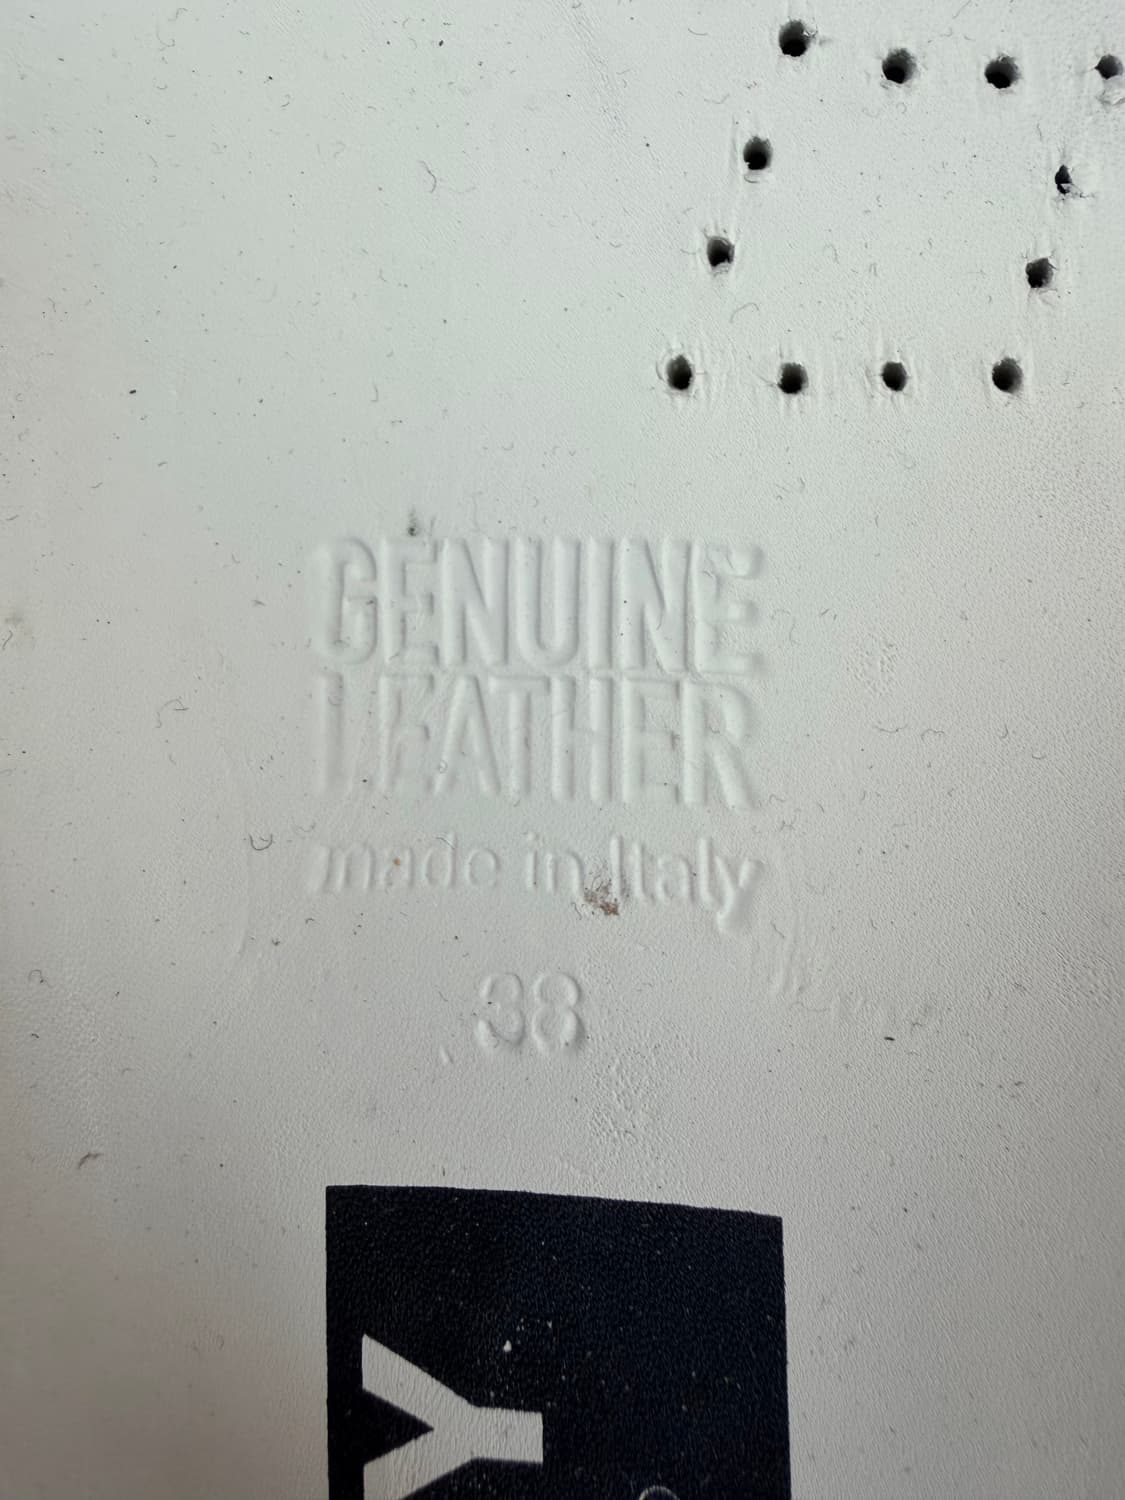 GENUINE
LEATHER
made in Italy
38
Y